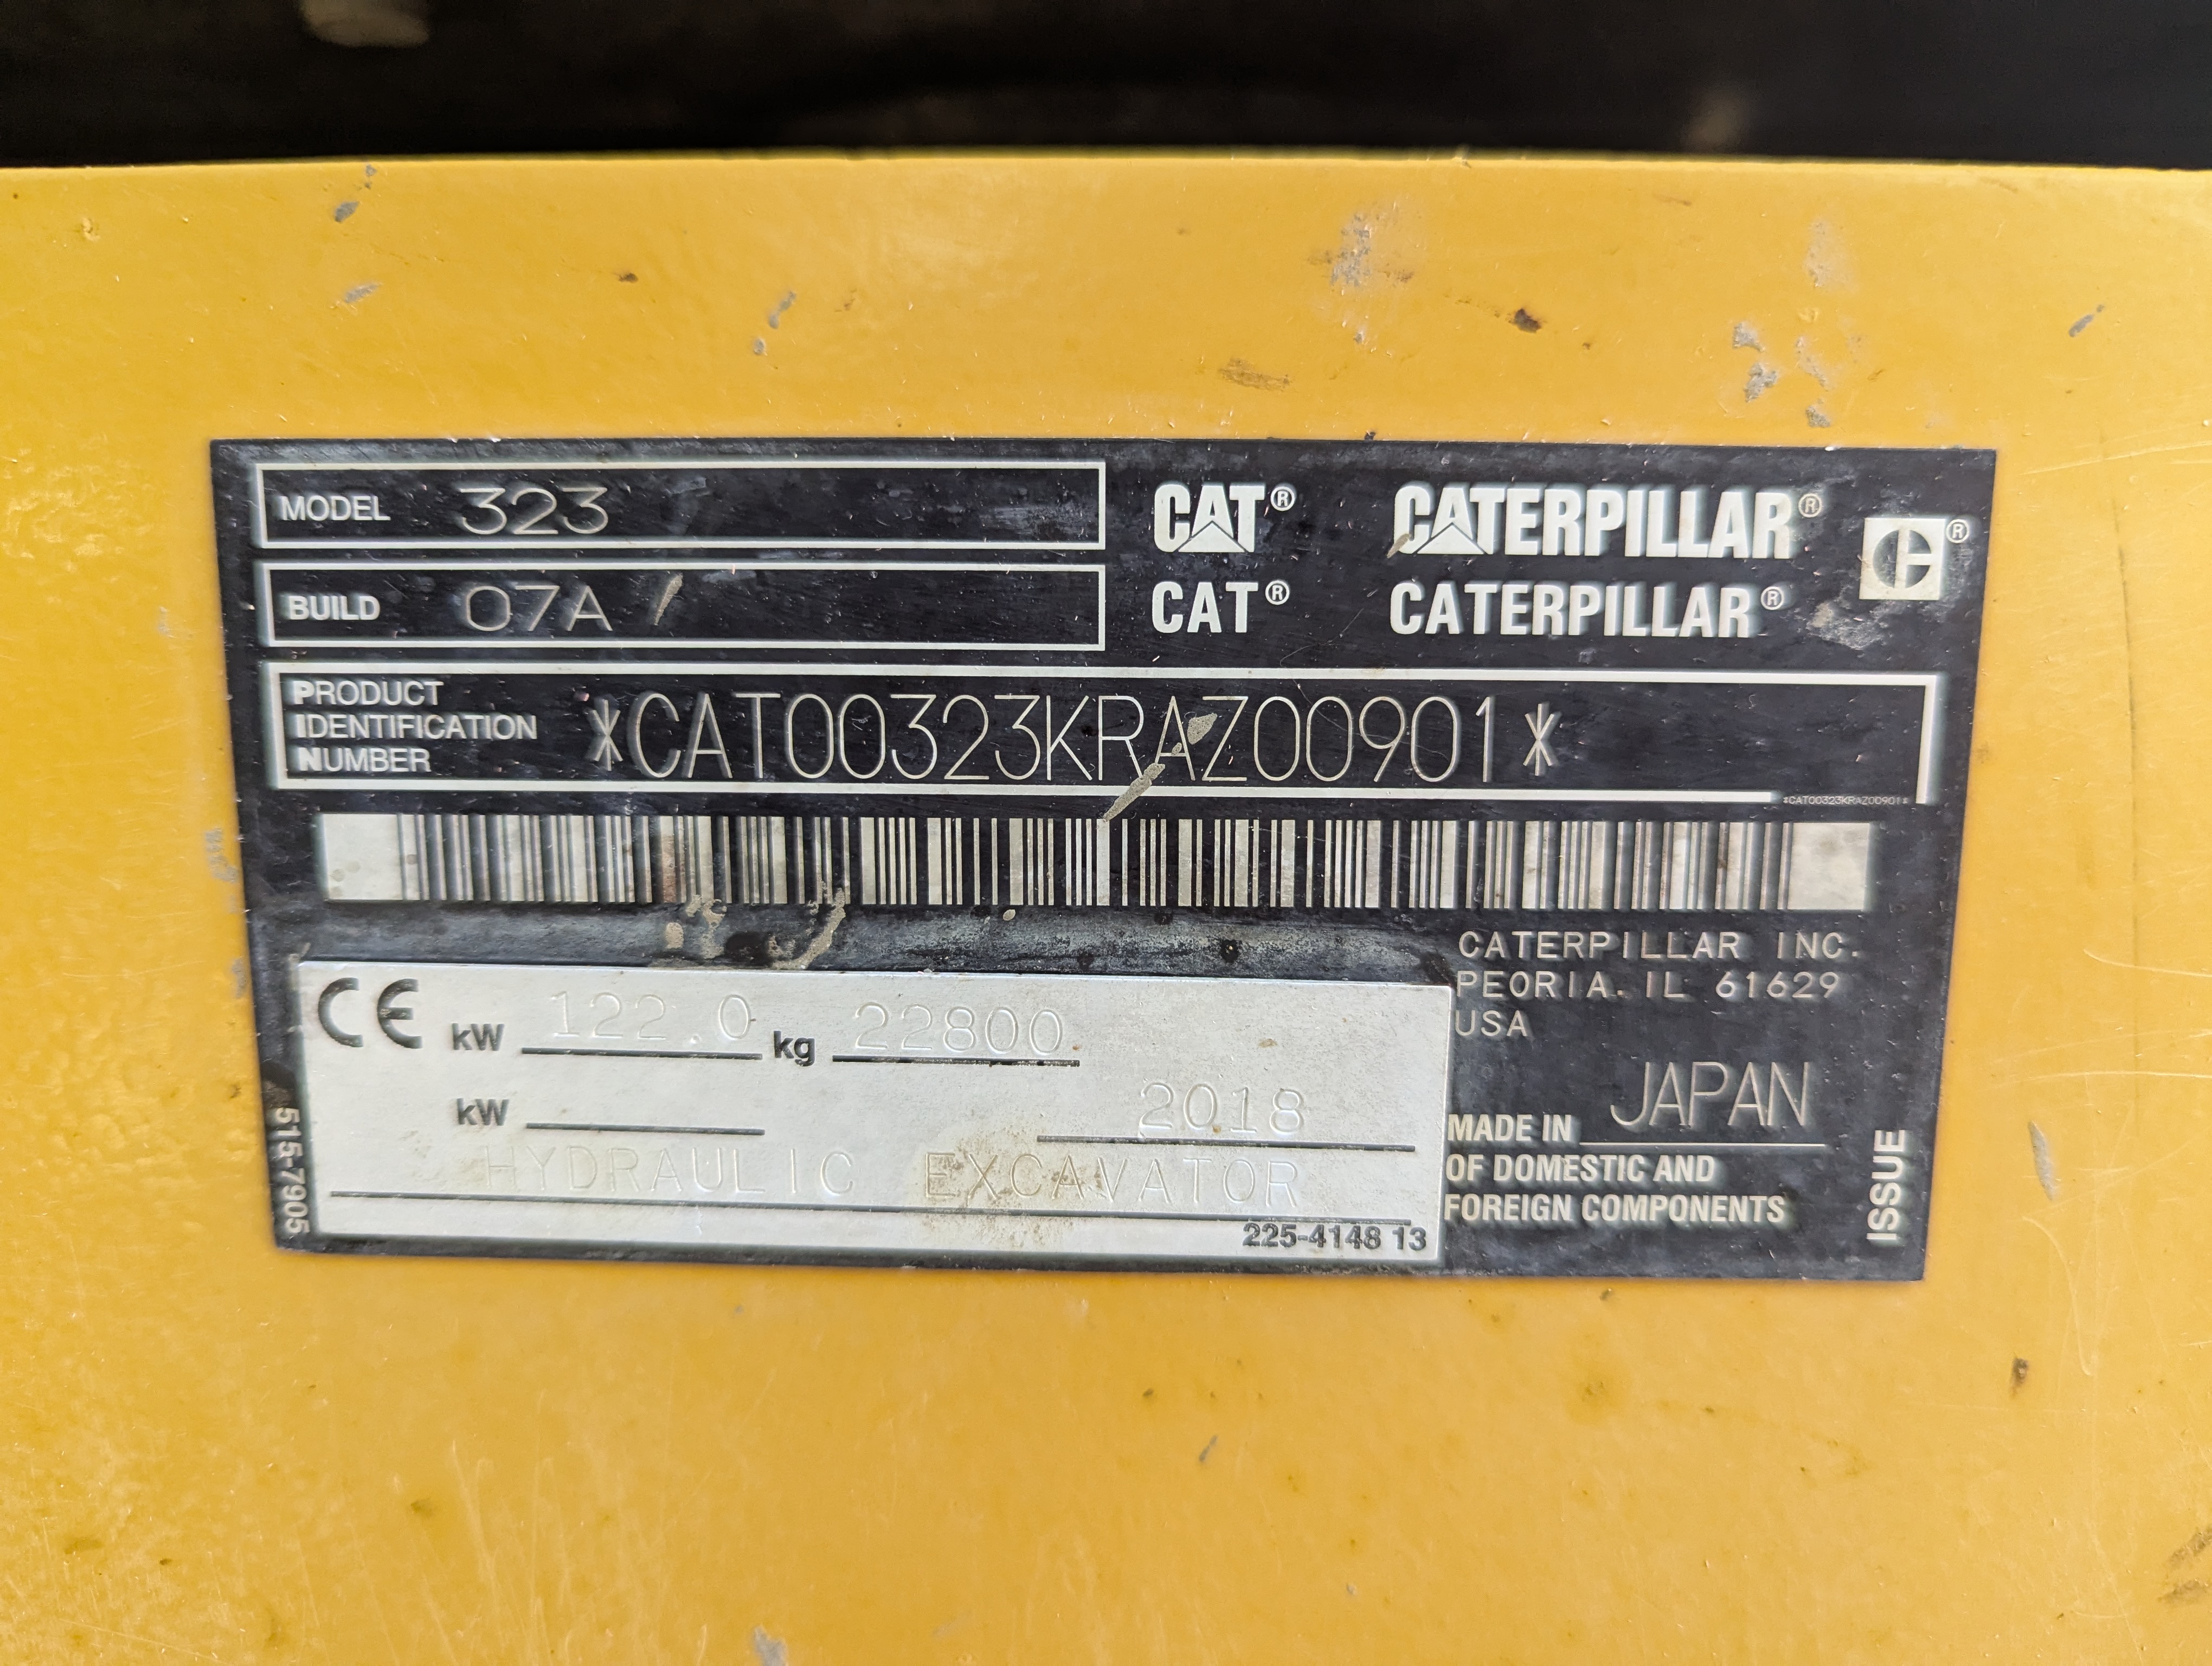 MODEL 323
BUILD 07A
CAT® CATERPILLAR®
CAT® CATERPILLAR®
PRODUCT
IDENTIFICATION
NUMBER
*CAT00323KRAZ00901*
*CAT00323KRAZ00901*
CE kW 122.0 kg 22800
kW 2018
HYDRAULIC EXCAVATOR
225-4148 13
515-7905
CATERPILLAR INC.
PEORIA. IL 61629
USA
MADE IN JAPAN
OF DOMESTIC AND
FOREIGN COMPONENTS
ISSUE